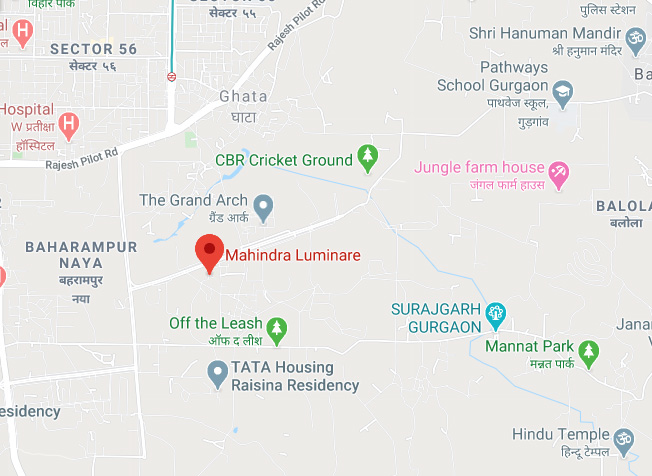 विहार पार्क
सेक्टर ५५
पुलिस स्टेशन
SECTOR 56
सेक्टर ५६
Rajesh Pilot Rd
Shri Hanuman Mandir
श्री हनुमान मंदिर
Ghata
घाटा
Pathways
School Gurgaon
पाथवेज स्कूल,
गुड़गांव
Hospital
W प्रतीक्षा
हॉस्पिटल
Rajesh Pilot Rd
CBR Cricket Ground
Jungle farm house
जंगल फार्म हाउस
The Grand Arch
ग्रैंड आर्क
BALOLA
बलोला
BAHARAMPUR
NAYA
बहरामपुर
नया
Mahindra Luminare
SURAJGARH
GURGAON
Off the Leash
ऑफ द लीश
Mannat Park
मन्नत पार्क
TATA Housing
Raisina Residency
esidency
Hindu Temple
हिन्दू टेम्पल